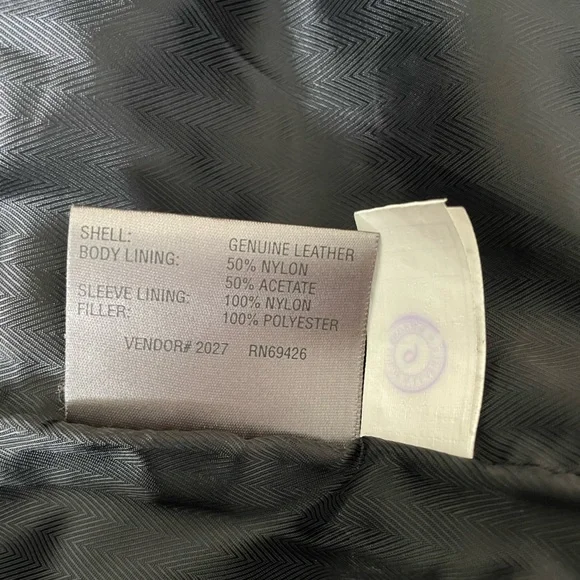 SHELL: GENUINE LEATHER
BODY LINING: 50% NYLON
50% ACETATE
SLEEVE LINING: 100% NYLON
FILLER: 100% POLYESTER
VENDOR# 2027 RN69426